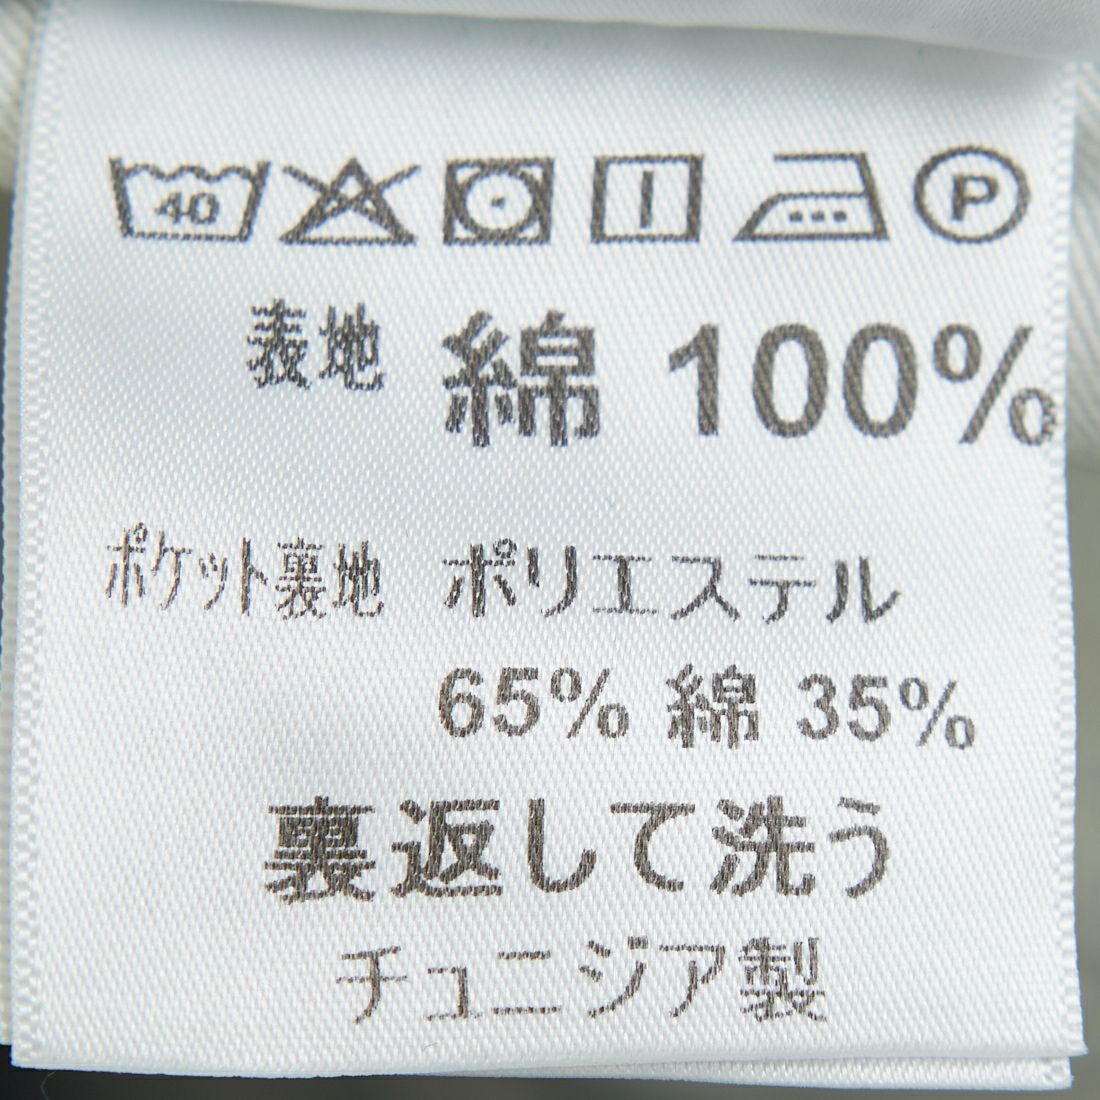 40 P
表地 綿 100%
ポケット裏地 ポリエステル
65% 綿 35%
裏返して洗う
チュニジア製